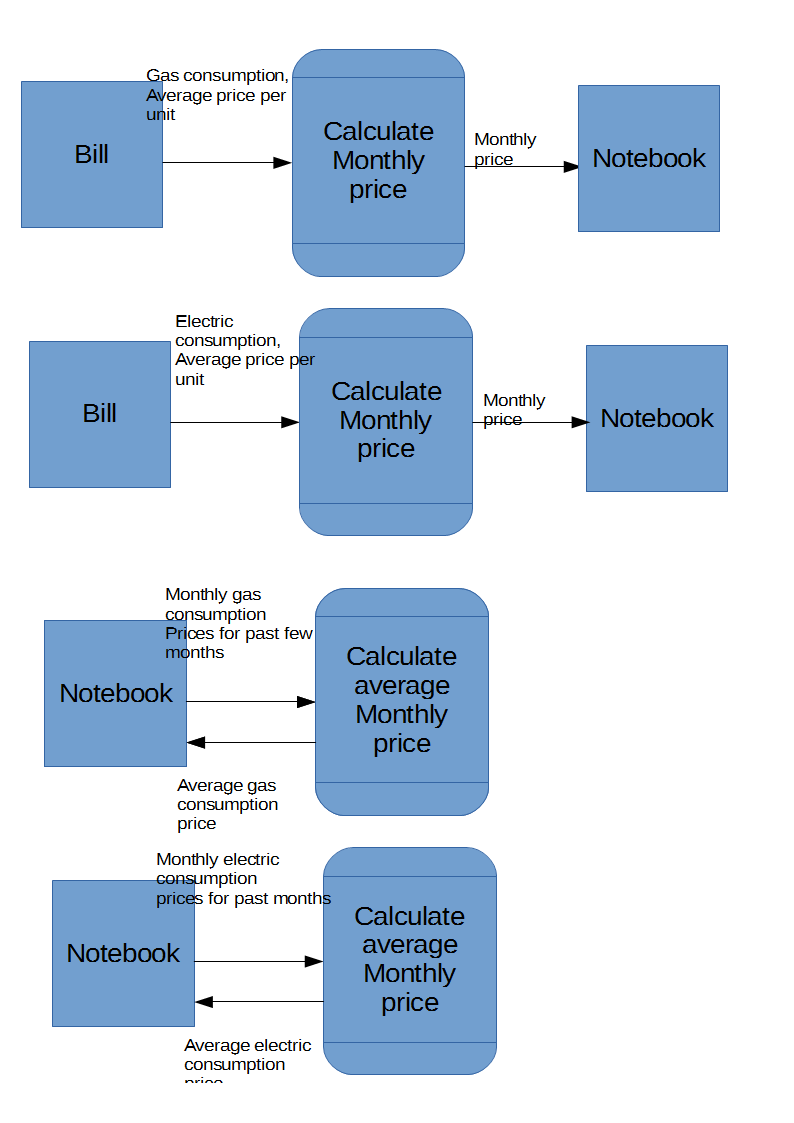 Gas consumption,
Average price per
unit
Bill
Calculate
Monthly
price
Monthly
price
Notebook
Electric
consumption,
Average price per
unit
Bill
Calculate
Monthly
price
Monthly
price
Notebook
Monthly gas
consumption
Prices for past few
months
Notebook
Calculate
average
Monthly
price
Average gas
consumption
price
Monthly electric
consumption
prices for past months
Notebook
Calculate
average
Monthly
price
Average electric
consumption
price